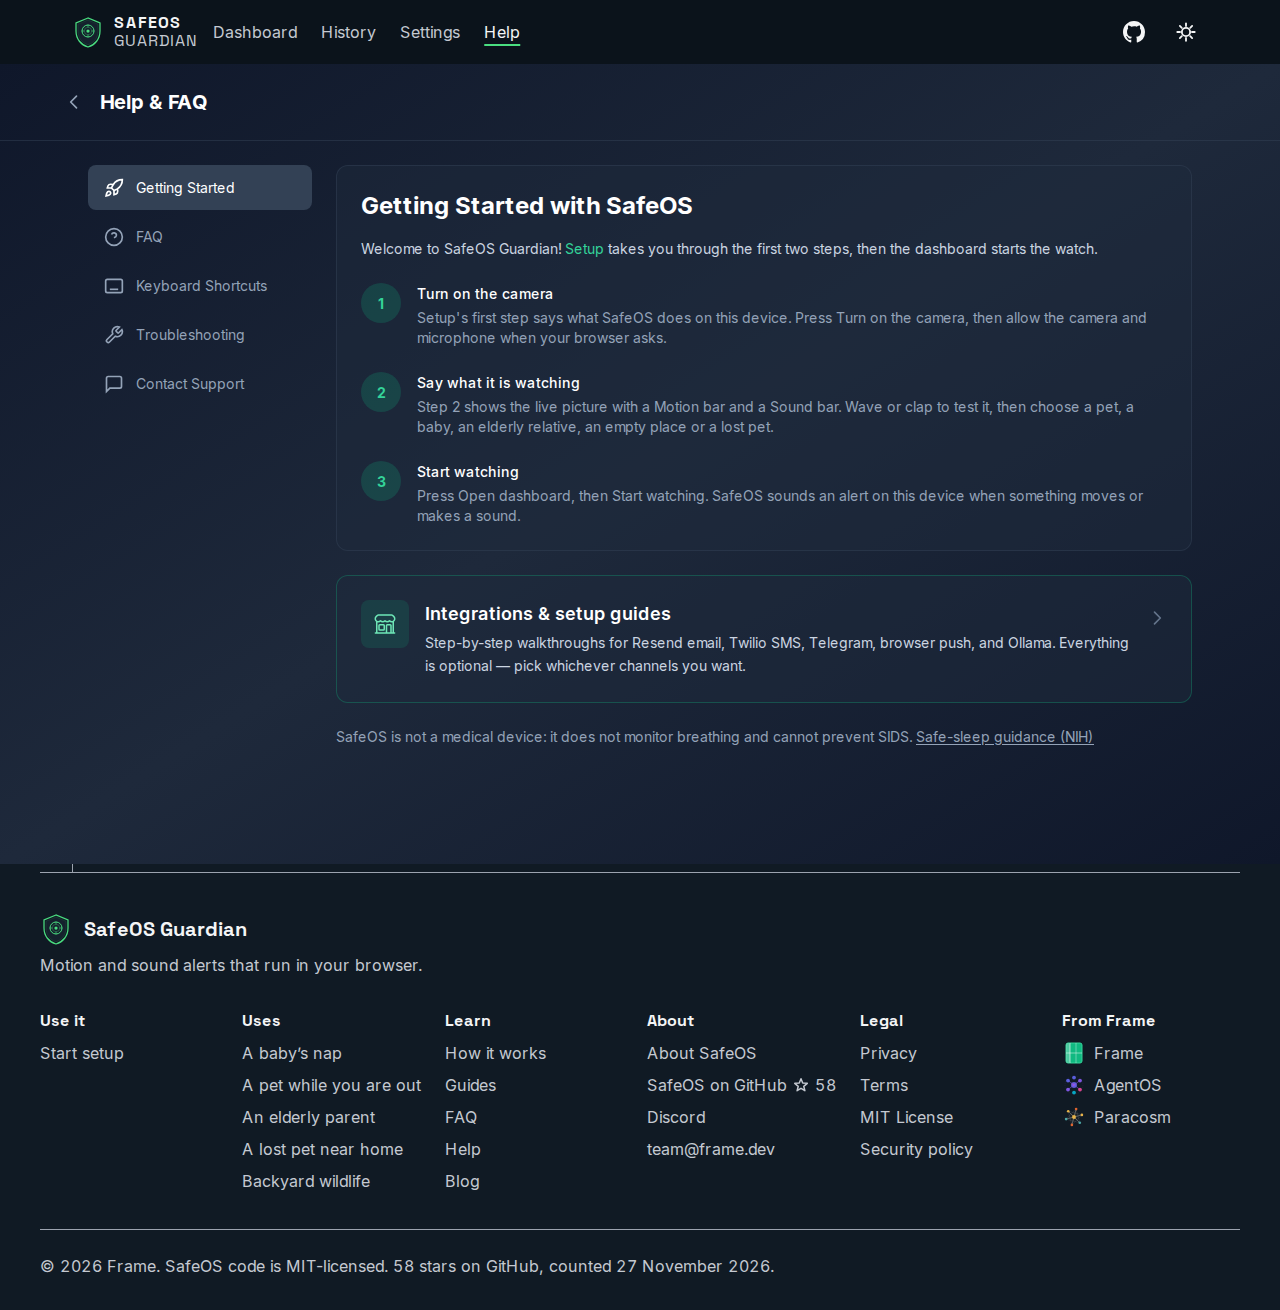 SAFEOS
GUARDIAN
Dashboard
History
Settings
Help
Help & FAQ
Getting Started
FAQ
Keyboard Shortcuts
Troubleshooting
Contact Support
Getting Started with SafeOS
Welcome to SafeOS Guardian! Setup takes you through the first two steps, then the dashboard starts the watch.
1
Turn on the camera
Setup's first step says what SafeOS does on this device. Press Turn on the camera, then allow the camera and
microphone when your browser asks.
2
Say what it is watching
Step 2 shows the live picture with a Motion bar and a Sound bar. Wave or clap to test it, then choose a pet, a
baby, an elderly relative, an empty place or a lost pet.
3
Start watching
Press Open dashboard, then Start watching. SafeOS sounds an alert on this device when something moves or
makes a sound.
Integrations & setup guides
Step-by-step walkthroughs for Resend email, Twilio SMS, Telegram, browser push, and Ollama. Everything
is optional — pick whichever channels you want.
SafeOS is not a medical device: it does not monitor breathing and cannot prevent SIDS. Safe-sleep guidance (NIH)
SafeOS Guardian
Motion and sound alerts that run in your browser.
Use it
Start setup
Uses
A baby’s nap
A pet while you are out
An elderly parent
A lost pet near home
Backyard wildlife
Learn
How it works
Guides
FAQ
Help
Blog
About
About SafeOS
SafeOS on GitHub ☆ 58
Discord
team@frame.dev
Legal
Privacy
Terms
MIT License
Security policy
From Frame
Frame
AgentOS
Paracosm
© 2026 Frame. SafeOS code is MIT-licensed. 58 stars on GitHub, counted 27 November 2026.